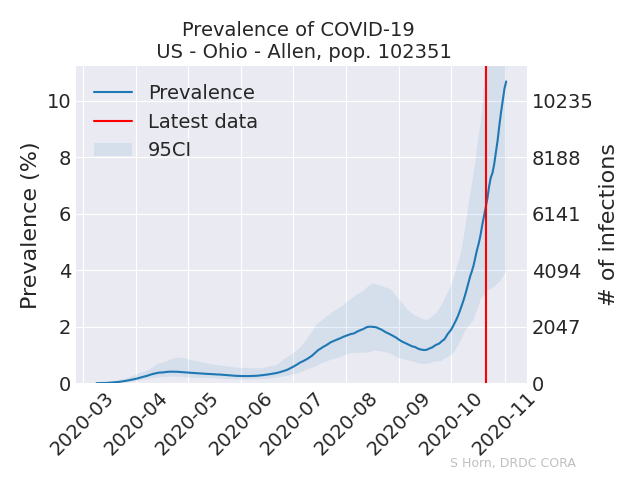 Prevalence of COVID-19
US - Ohio - Allen, pop. 102351
Prevalence
Latest data
95CI
Prevalence (%)
10
8
6
4
2
0
10235
8188
6141
4094
2047
0
# of infections
2020-03
2020-04
2020-05
2020-06
2020-07
2020-08
2020-09
2020-10
2020-11
S Horn, DRDC CORA